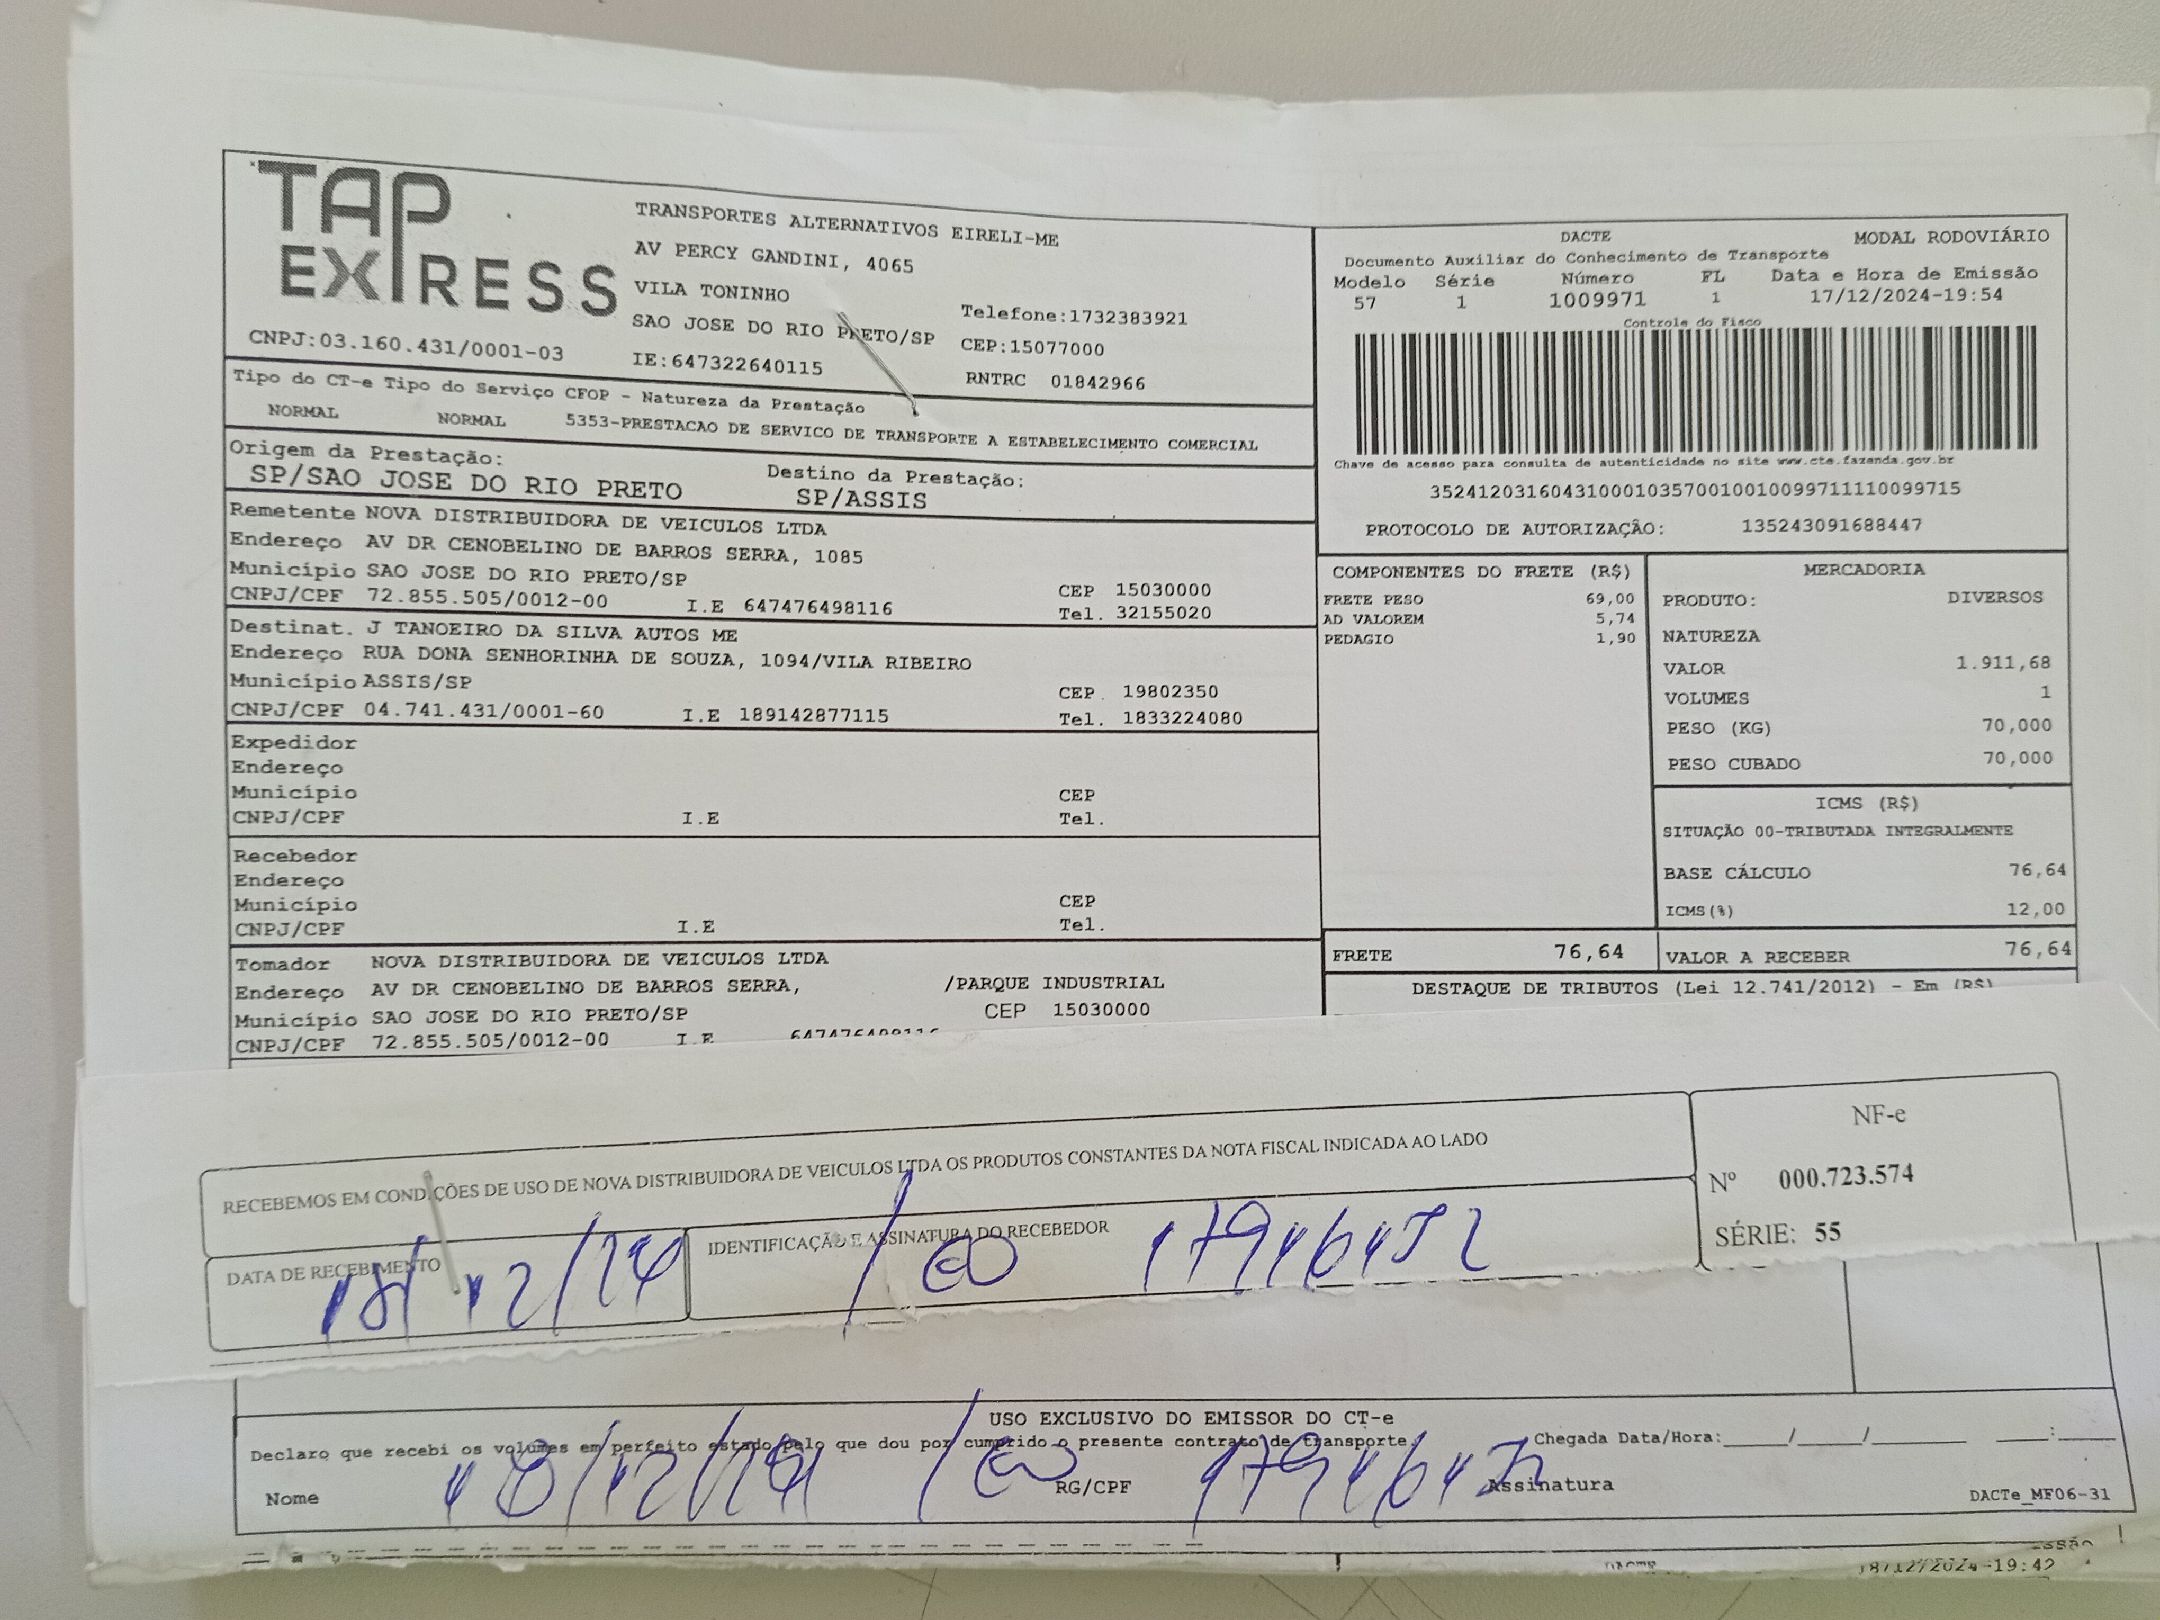 TAP EXPRESS
TRANSPORTES ALTERNATIVOS EIRELI-ME
AV PERCY GANDINI, 4065
VILA TONINHO
Telefone:1732383921
SAO JOSE DO RIO PRETO/SP CEP:15077000
CNPJ:03.160.431/0001-03 IE:647322640115 RNTRC 01842966
Tipo do CT-e Tipo do Serviço CFOP - Natureza da Prestação
NORMAL NORMAL 5353-PRESTACAO DE SERVICO DE TRANSPORTE A ESTABELECIMENTO COMERCIAL
Origem da Prestação: Destino da Prestação:
SP/SAO JOSE DO RIO PRETO SP/ASSIS
Remetente NOVA DISTRIBUIDORA DE VEICULOS LTDA
Endereço AV DR CENOBELINO DE BARROS SERRA, 1085
Município SAO JOSE DO RIO PRETO/SP CEP 15030000
CNPJ/CPF 72.855.505/0012-00 I.E 647476498116 Tel. 32155020
Destinat. J TANOEIRO DA SILVA AUTOS ME
Endereço RUA DONA SENHORINHA DE SOUZA, 1094/VILA RIBEIRO
Município ASSIS/SP CEP 19802350
CNPJ/CPF 04.741.431/0001-60 I.E 189142877115 Tel. 1833224080
Expedidor
Endereço
Município CEP
CNPJ/CPF I.E Tel.
Recebedor
Endereço
Município CEP
CNPJ/CPF I.E Tel.
Tomador NOVA DISTRIBUIDORA DE VEICULOS LTDA
Endereço AV DR CENOBELINO DE BARROS SERRA, /PARQUE INDUSTRIAL
Município SAO JOSE DO RIO PRETO/SP CEP 15030000
CNPJ/CPF 72.855.505/0012-00 I.E 647476498116
DACTE MODAL RODOVIÁRIO
Documento Auxiliar do Conhecimento de Transporte
Modelo Série Número FL Data e Hora de Emissão
57 1 1009971 1 17/12/2024-19:54
Controle do Fisco
Chave de acesso para consulta de autenticidade no site www.cte.fazenda.gov.br
35241203160431000103570010010099711110099715
PROTOCOLO DE AUTORIZAÇÃO: 135243091688447
COMPONENTES DO FRETE (R$)
FRETE PESO 69,00
AD VALOREM 5,74
PEDAGIO 1,90
MERCADORIA
PRODUTO: DIVERSOS
NATUREZA
VALOR 1.911,68
VOLUMES 1
PESO (KG) 70,000
PESO CUBADO 70,000
ICMS (R$)
SITUAÇÃO 00-TRIBUTADA INTEGRALMENTE
BASE CÁLCULO 76,64
ICMS(%) 12,00
FRETE 76,64 VALOR A RECEBER 76,64
DESTAQUE DE TRIBUTOS (Lei 12.741/2012) - Em (R$)
RECEBEMOS EM CONDIÇÕES DE USO DE NOVA DISTRIBUIDORA DE VEICULOS LTDA OS PRODUTOS CONSTANTES DA NOTA FISCAL INDICADA AO LADO
DATA DE RECEBIMENTO IDENTIFICAÇÃO E ASSINATURA DO RECEBEDOR
18/12/24
NF-e
Nº 000.723.574
SÉRIE: 55
USO EXCLUSIVO DO EMISSOR DO CT-e
Declaro que recebi os volumes em perfeito estado pelo que dou por cumprido o presente contrato de transporte. Chegada Data/Hora:_____/_____/_______ ____:____
Nome 18/12/24 RG/CPF Assinatura
DACTe_MF06-31
DACTE
18/12/2024-19:42